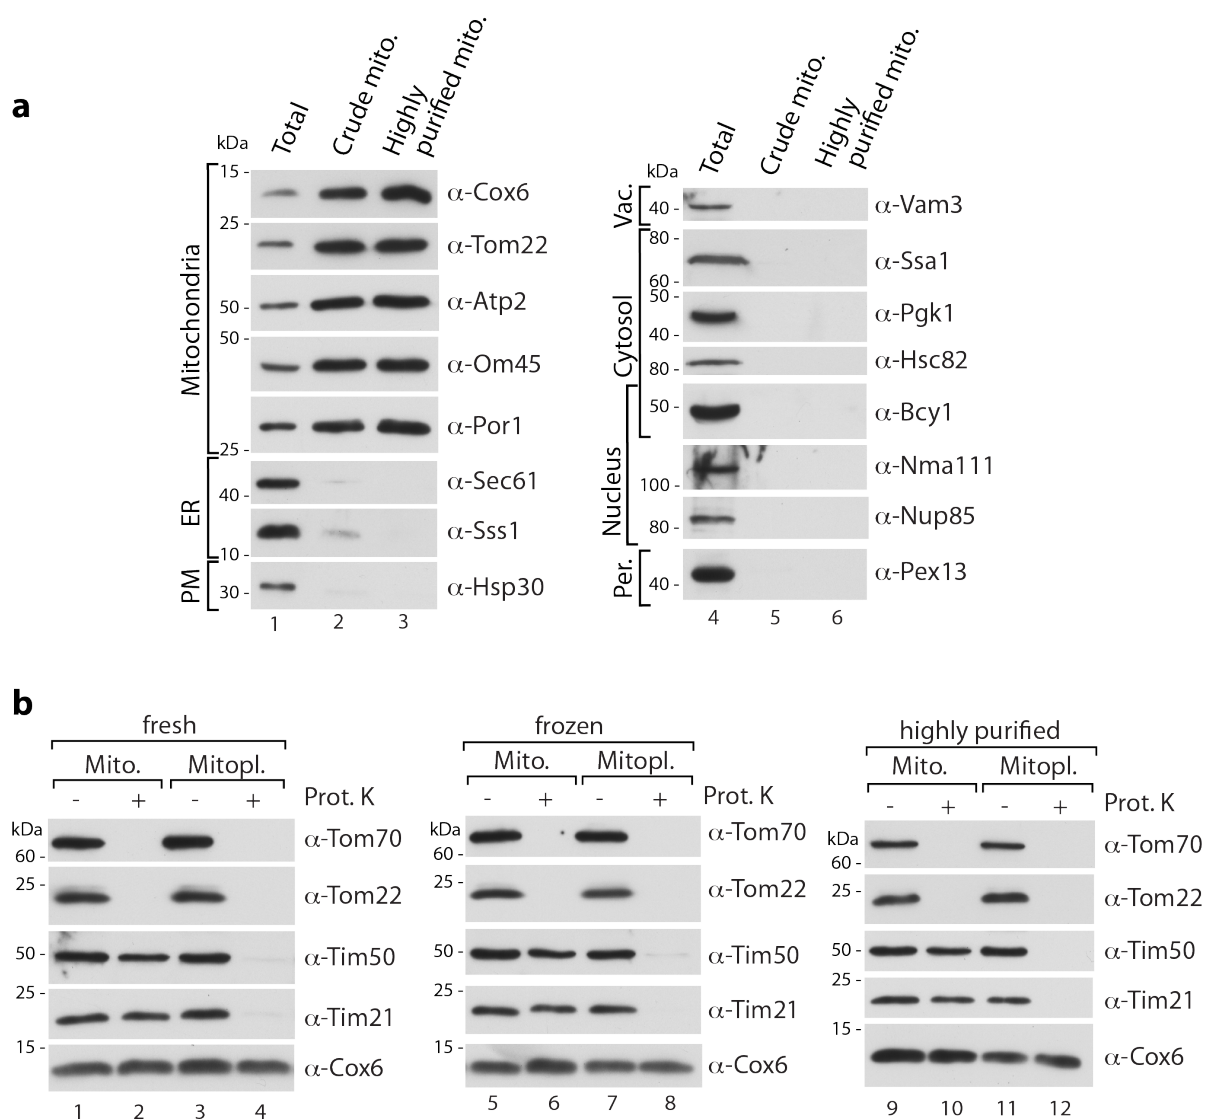 a
kDa
Total
Crude mito.
Highly
purified mito.
Mitochondria
15 -
α-Cox6
25 -
α-Tom22
50 -
α-Atp2
50 -
α-Om45
α-Por1
25 -
ER
α-Sec61
40 -
α-Sss1
10 -
PM
30 -
α-Hsp30
1 2 3
kDa
Total
Crude mito.
Highly
purified mito.
Vac.
40 -
α-Vam3
Cytosol
80 -
α-Ssa1
60 -
50 -
α-Pgk1
40 -
α-Hsc82
80 -
Nucleus
50 -
α-Bcy1
α-Nma111
100 -
α-Nup85
80 -
Per.
α-Pex13
40 -
4 5 6
b
fresh
Mito. Mitopl.
- + - + Prot. K
kDa
60 -
α-Tom70
25 -
α-Tom22
50 -
α-Tim50
25 -
α-Tim21
15 -
α-Cox6
1 2 3 4
frozen
Mito. Mitopl.
- + - + Prot. K
kDa
60 -
α-Tom70
25 -
α-Tom22
50 -
α-Tim50
25 -
α-Tim21
15 -
α-Cox6
5 6 7 8
highly purified
Mito. Mitopl.
- + - + Prot. K
kDa
60 -
α-Tom70
25 -
α-Tom22
50 -
α-Tim50
25 -
α-Tim21
15 -
α-Cox6
9 10 11 12